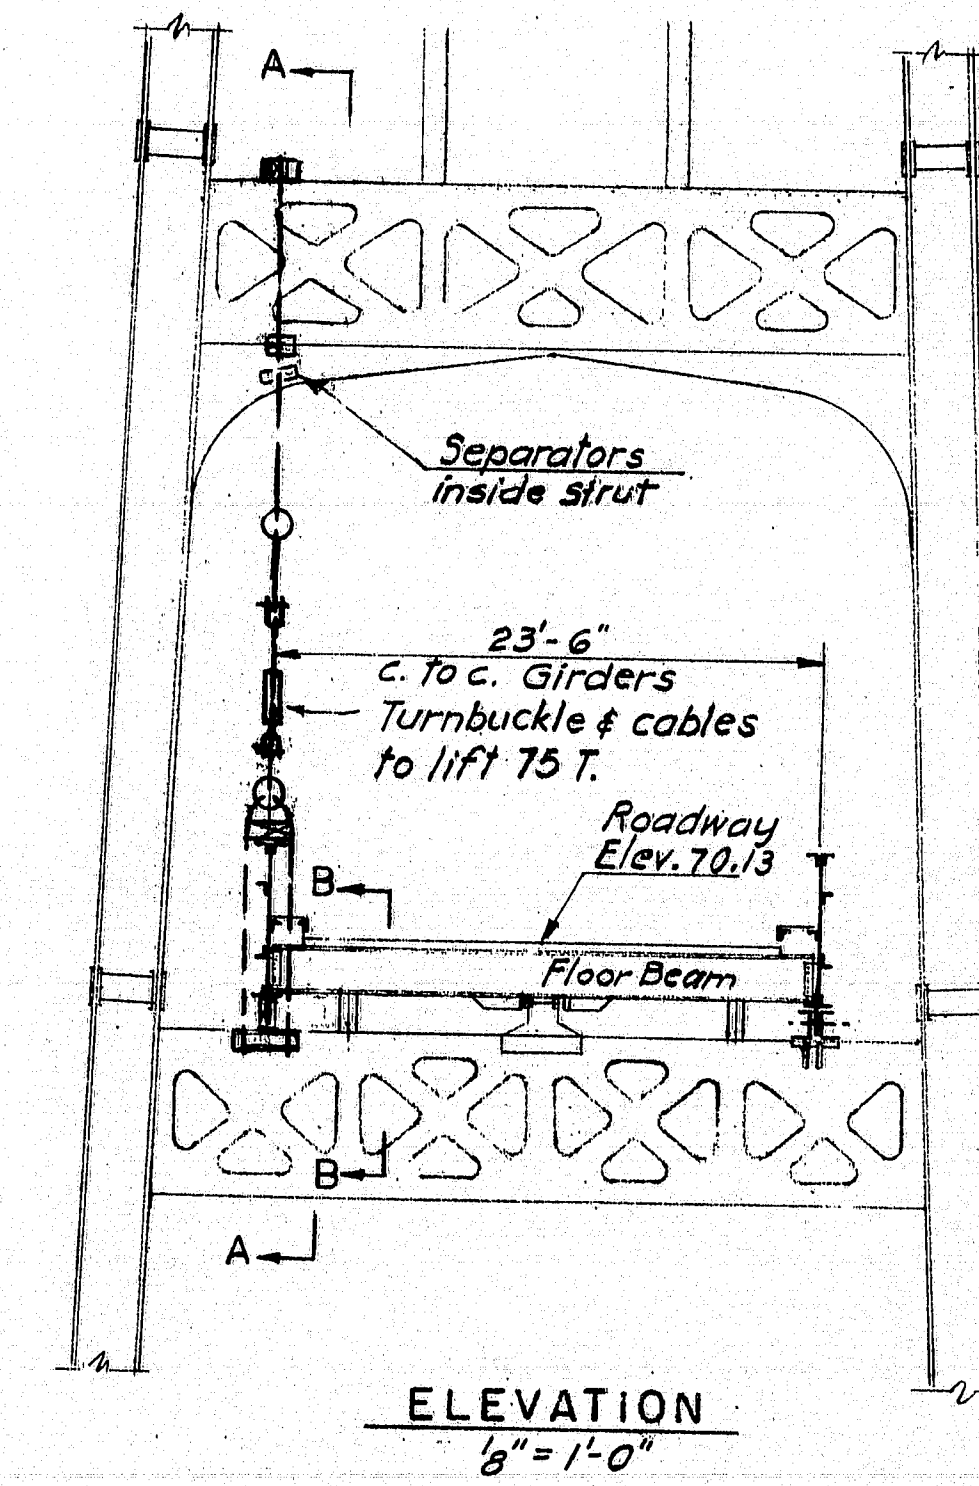 A
Separators
inside strut
23'-6"
c. to c. Girders
Turnbuckle & cables
to lift 75 T.
Roadway
Elev. 70.13
B
Floor Beam
B
A
ELEVATION
1/8" = 1'-0"